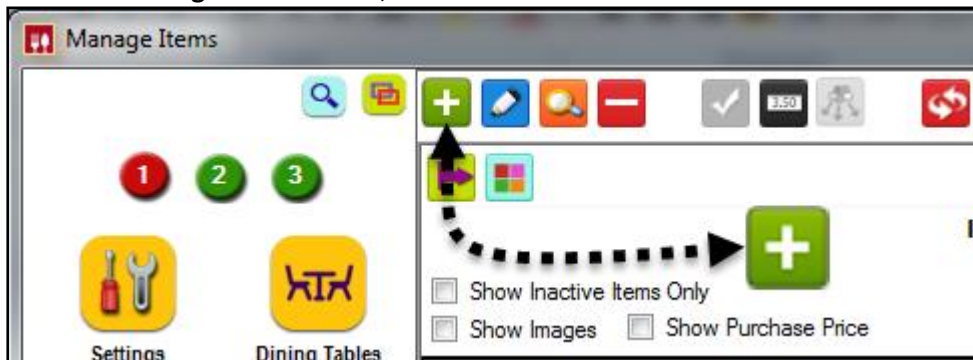 Manage Items
3.50
1 2 3
Show Inactive Items Only
Show Images Show Purchase Price
Settings Dining Tables